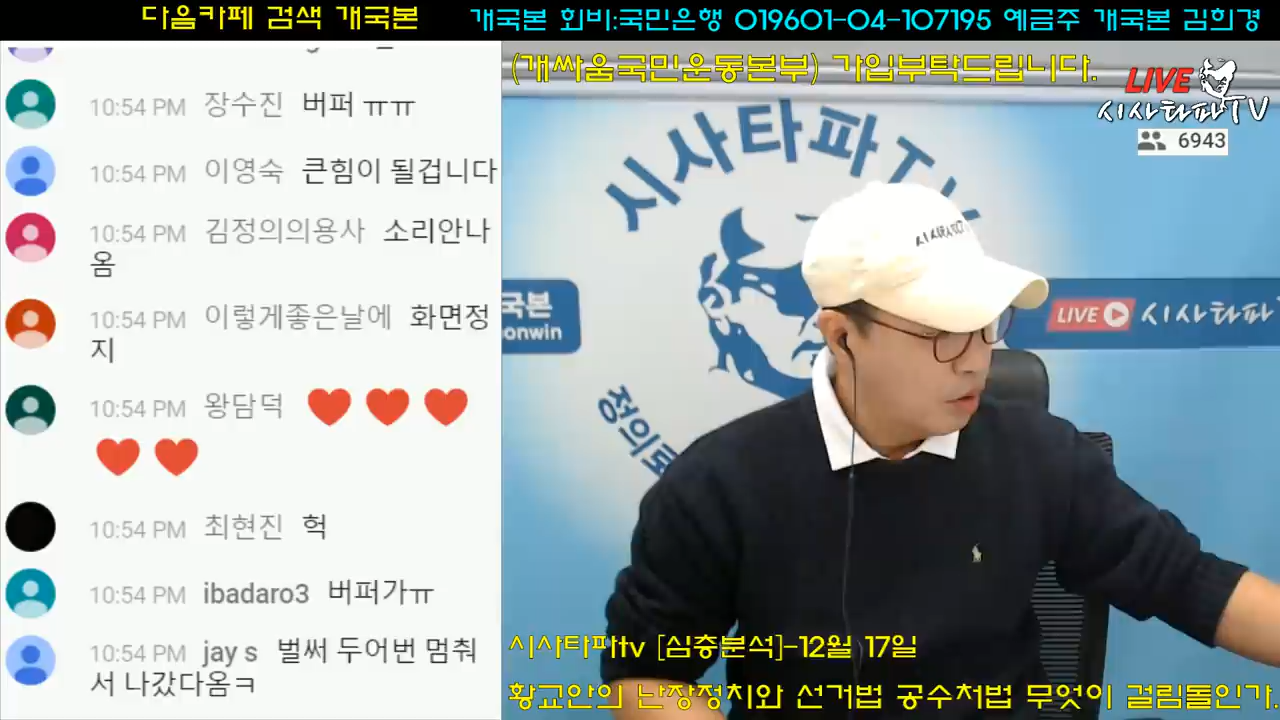 다음카페 검색 개국본
개국본 회비:국민은행 019601-04-107195 예금주 개국본 김희경
(개싸움국민운동본부) 가입부탁드립니다.
LIVE
시사타파TV
6943
10:54 PM 장수진 버퍼 ㅠㅠ
10:54 PM 이영숙 큰힘이 될겁니다
10:54 PM 김정의의용사 소리안나
옴
10:54 PM 이렇게좋은날에 화면정
지
10:54 PM 왕담덕 ❤❤❤
❤❤
10:54 PM 최현진 헉
10:54 PM ibadaro3 버퍼가ㅠ
10:54 PM jay s 벌써 두어번 멈춰
서 나갔다옴ㅋ
시사타파TV
국본
onwin
LIVE 시사타파
정의로
시사타파tv [심층분석]-12월 17일
황교안의 난장정치와 선거법 공수처법 무엇이 걸림돌인가.